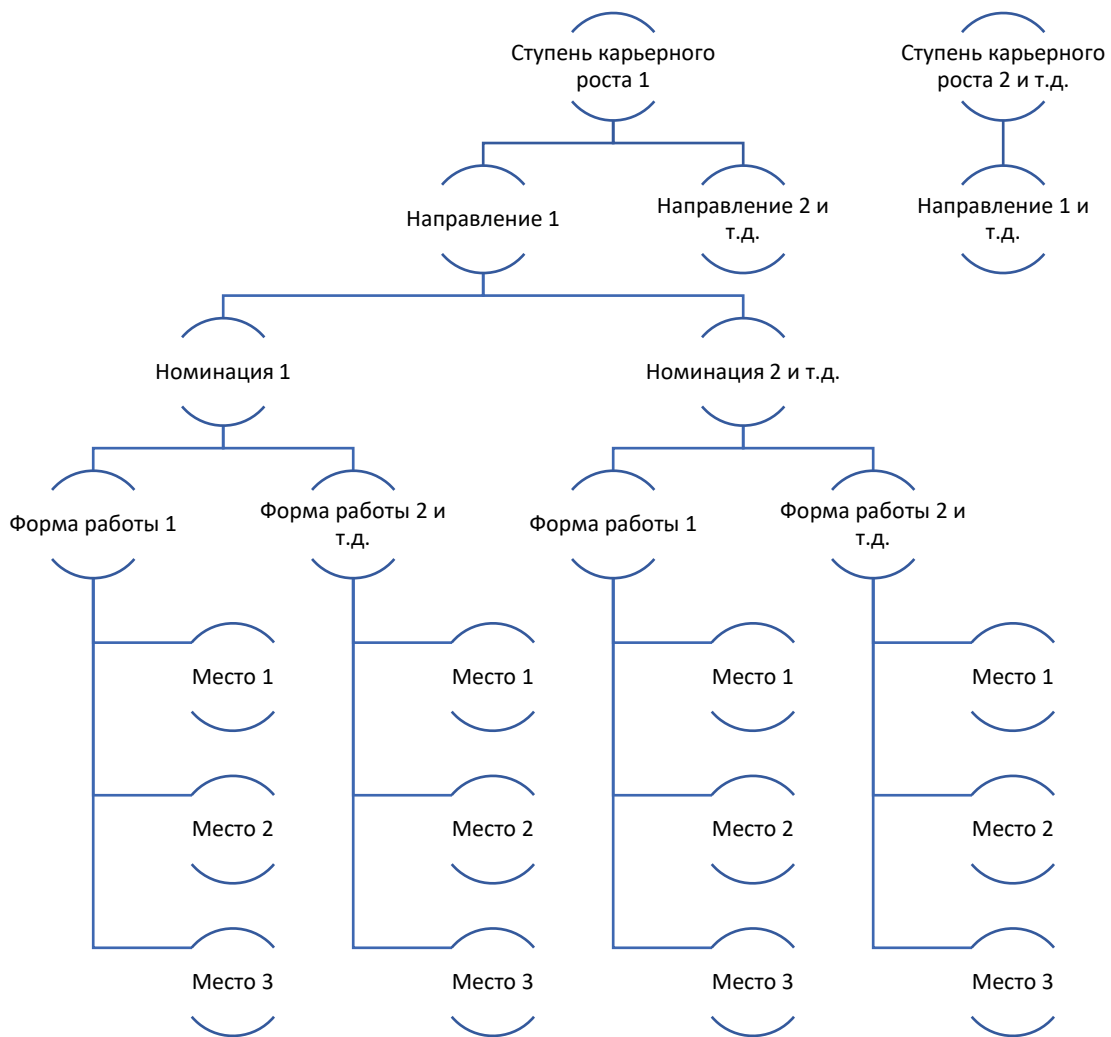 Ступень карьерного
роста 1
Ступень карьерного
роста 2 и т.д.
Направление 1
Направление 2 и
т.д.
Направление 1 и
т.д.
Номинация 1
Номинация 2 и т.д.
Форма работы 1
Форма работы 2 и
т.д.
Форма работы 1
Форма работы 2 и
т.д.
Место 1
Место 1
Место 1
Место 1
Место 2
Место 2
Место 2
Место 2
Место 3
Место 3
Место 3
Место 3